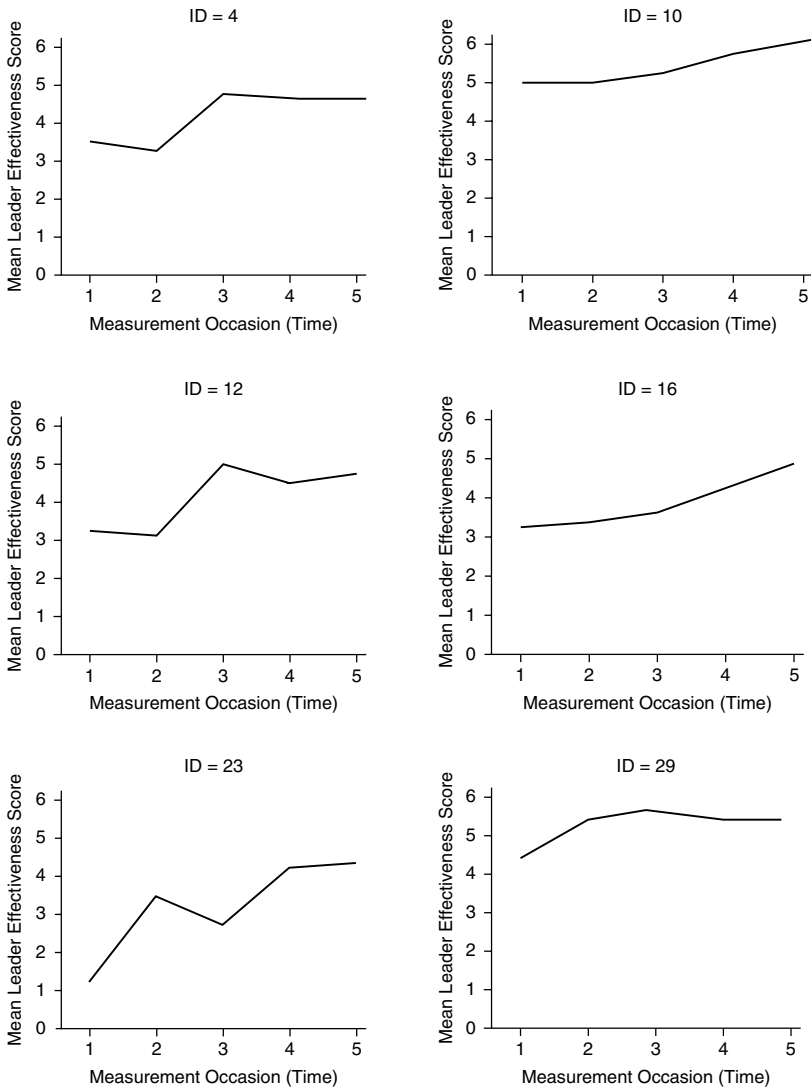 ID = 4
Mean Leader Effectiveness Score
6
5
4
3
2
1
0
1 2 3 4 5
Measurement Occasion (Time)
ID = 10
Mean Leader Effectiveness Score
6
5
4
3
2
1
0
1 2 3 4 5
Measurement Occasion (Time)
ID = 12
Mean Leader Effectiveness Score
6
5
4
3
2
1
0
1 2 3 4 5
Measurement Occasion (Time)
ID = 16
Mean Leader Effectiveness Score
6
5
4
3
2
1
0
1 2 3 4 5
Measurement Occasion (Time)
ID = 23
Mean Leader Effectiveness Score
6
5
4
3
2
1
0
1 2 3 4 5
Measurement Occasion (Time)
ID = 29
Mean Leader Effectiveness Score
6
5
4
3
2
1
0
1 2 3 4 5
Measurement Occasion (Time)